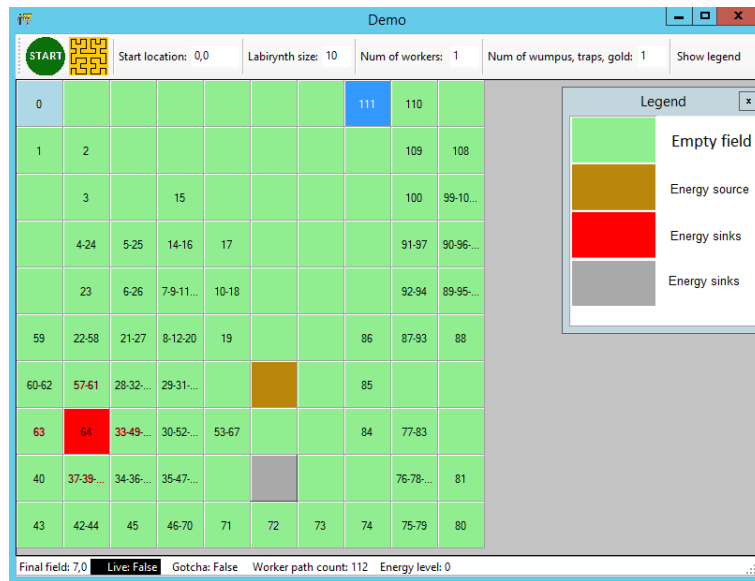 Demo
START Start location: 0,0 Labirynth size: 10 Num of workers: 1 Num of wumpus, traps, gold: 1 Show legend
0 111 110
1 2 109 108
3 15 100 99-10...
4-24 5-25 14-16 17 91-97 90-96-...
23 6-26 7-9-11... 10-18 92-94 89-95-...
59 22-58 21-27 8-12-20 19 86 87-93 88
60-62 57-61 28-32-... 29-31-... 85
63 64 33-49-... 30-52-... 53-67 84 77-83
40 37-39-... 34-36-... 35-47-... 76-78-... 81
43 42-44 45 46-70 71 72 73 74 75-79 80
Legend x
Empty field
Energy source
Energy sinks
Energy sinks
Final field: 7,0 Live: False Gotcha: False Worker path count: 112 Energy level: 0